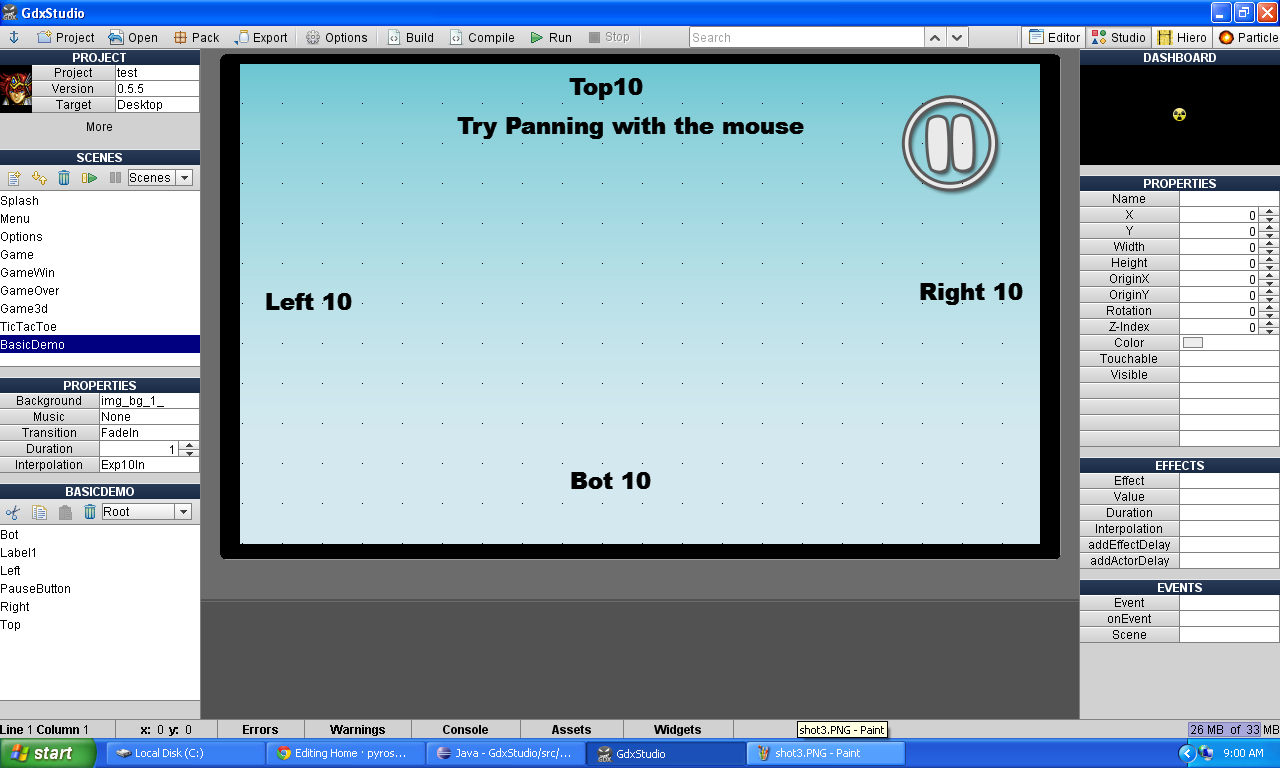 GdxStudio
Project Open Pack Export Options Build Compile Run Stop Search Editor Studio Hiero Particle
PROJECT
Project test
Version 0.5.5
Target Desktop
More
SCENES
Scenes
Splash
Menu
Options
Game
GameWin
GameOver
Game3d
TicTacToe
BasicDemo
PROPERTIES
Background img_bg_1_
Music None
Transition FadeIn
Duration 1
Interpolation Exp10In
BASICDEMO
Root
Bot
Label1
Left
PauseButton
Right
Top
Top10
Try Panning with the mouse
Left 10
Right 10
Bot 10
DASHBOARD
PROPERTIES
Name
X 0
Y 0
Width 0
Height 0
OriginX 0
OriginY 0
Rotation 0
Z-Index 0
Color
Touchable
Visible
EFFECTS
Effect
Value
Duration
Interpolation
addEffectDelay
addActorDelay
EVENTS
Event
onEvent
Scene
Line 1 Column 1 x: 0 y: 0 Errors Warnings Console Assets Widgets shot3.PNG - Paint 26 MB of 33 MB
start Local Disk (C:) Editing Home · pyros... Java - GdxStudio/src/... GdxStudio shot3.PNG - Paint 9:00 AM